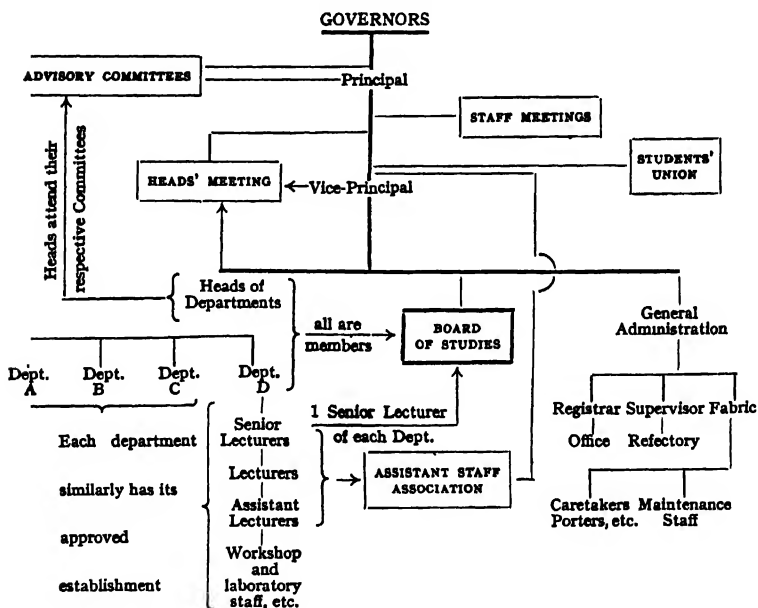 GOVERNORS
ADVISORY COMMITTEES
Principal
STAFF MEETINGS
STUDENTS'
UNION
HEADS' MEETING
Vice-Principal
Heads attend their
respective Committees
Heads of
Departments
all are
members
BOARD
OF STUDIES
General
Administration
Dept.
A
Dept.
B
Dept.
C
Dept.
D
Registrar Supervisor Fabric
Office Refectory
1 Senior Lecturer
of each Dept.
Senior
Lecturers
Each department
Lecturers
similarly has its
Assistant
Lecturers
ASSISTANT STAFF
ASSOCIATION
Caretakers Maintenance
Porters, etc. Staff
approved
Workshop
and
laboratory
staff, etc.
establishment